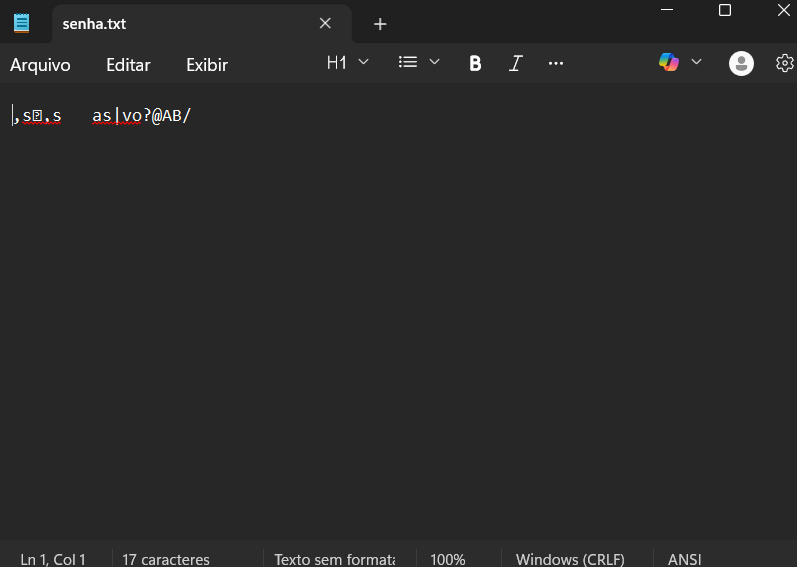 senha.txt
Arquivo Editar Exibir H1 B I ...
,s�,s   as|vo?@AB/
Ln 1, Col 1 17 caracteres Texto sem formata 100% Windows (CRLF) ANSI